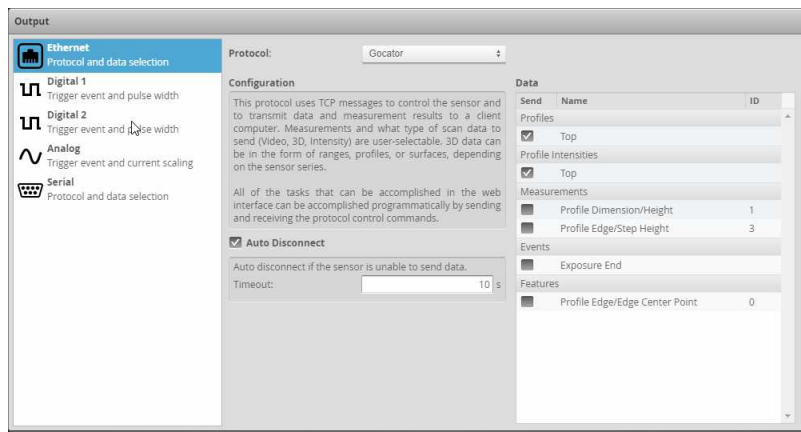 Output
Ethernet
Protocol and data selection
Digital 1
Trigger event and pulse width
Digital 2
Trigger event and pulse width
Analog
Trigger event and current scaling
Serial
Protocol and data selection
Protocol:
Gocator
Configuration
This protocol uses TCP messages to control the sensor and
to transmit data and measurement results to a client
computer. Measurements and what type of scan data to
send (Video, 3D, Intensity) are user-selectable. 3D data can
be in the form of ranges, profiles, or surfaces, depending
on the sensor series.
All of the tasks that can be accomplished in the web
interface can be accomplished programmatically by sending
and receiving the protocol control commands.
Auto Disconnect
Auto disconnect if the sensor is unable to send data.
Timeout: 10 s
Data
Send Name ID
Profiles
Top
Profile Intensities
Top
Measurements
Profile Dimension/Height 1
Profile Edge/Step Height 3
Events
Exposure End
Features
Profile Edge/Edge Center Point 0